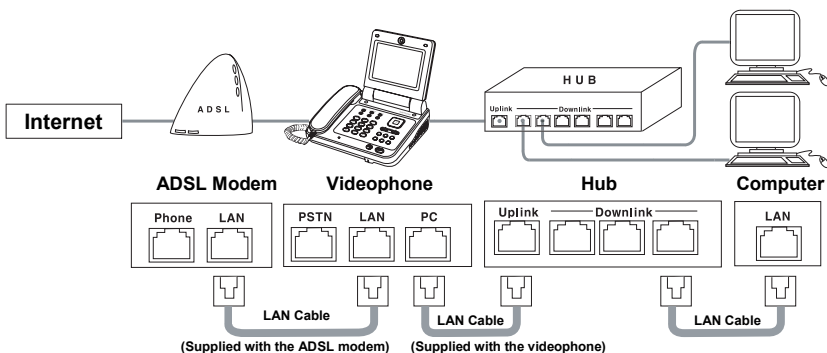 HUB
Uplink Downlink
ADSL
Internet
ADSL Modem Videophone Hub Computer
Phone LAN PSTN LAN PC Uplink Downlink LAN
LAN Cable LAN Cable LAN Cable
(Supplied with the ADSL modem) (Supplied with the videophone)